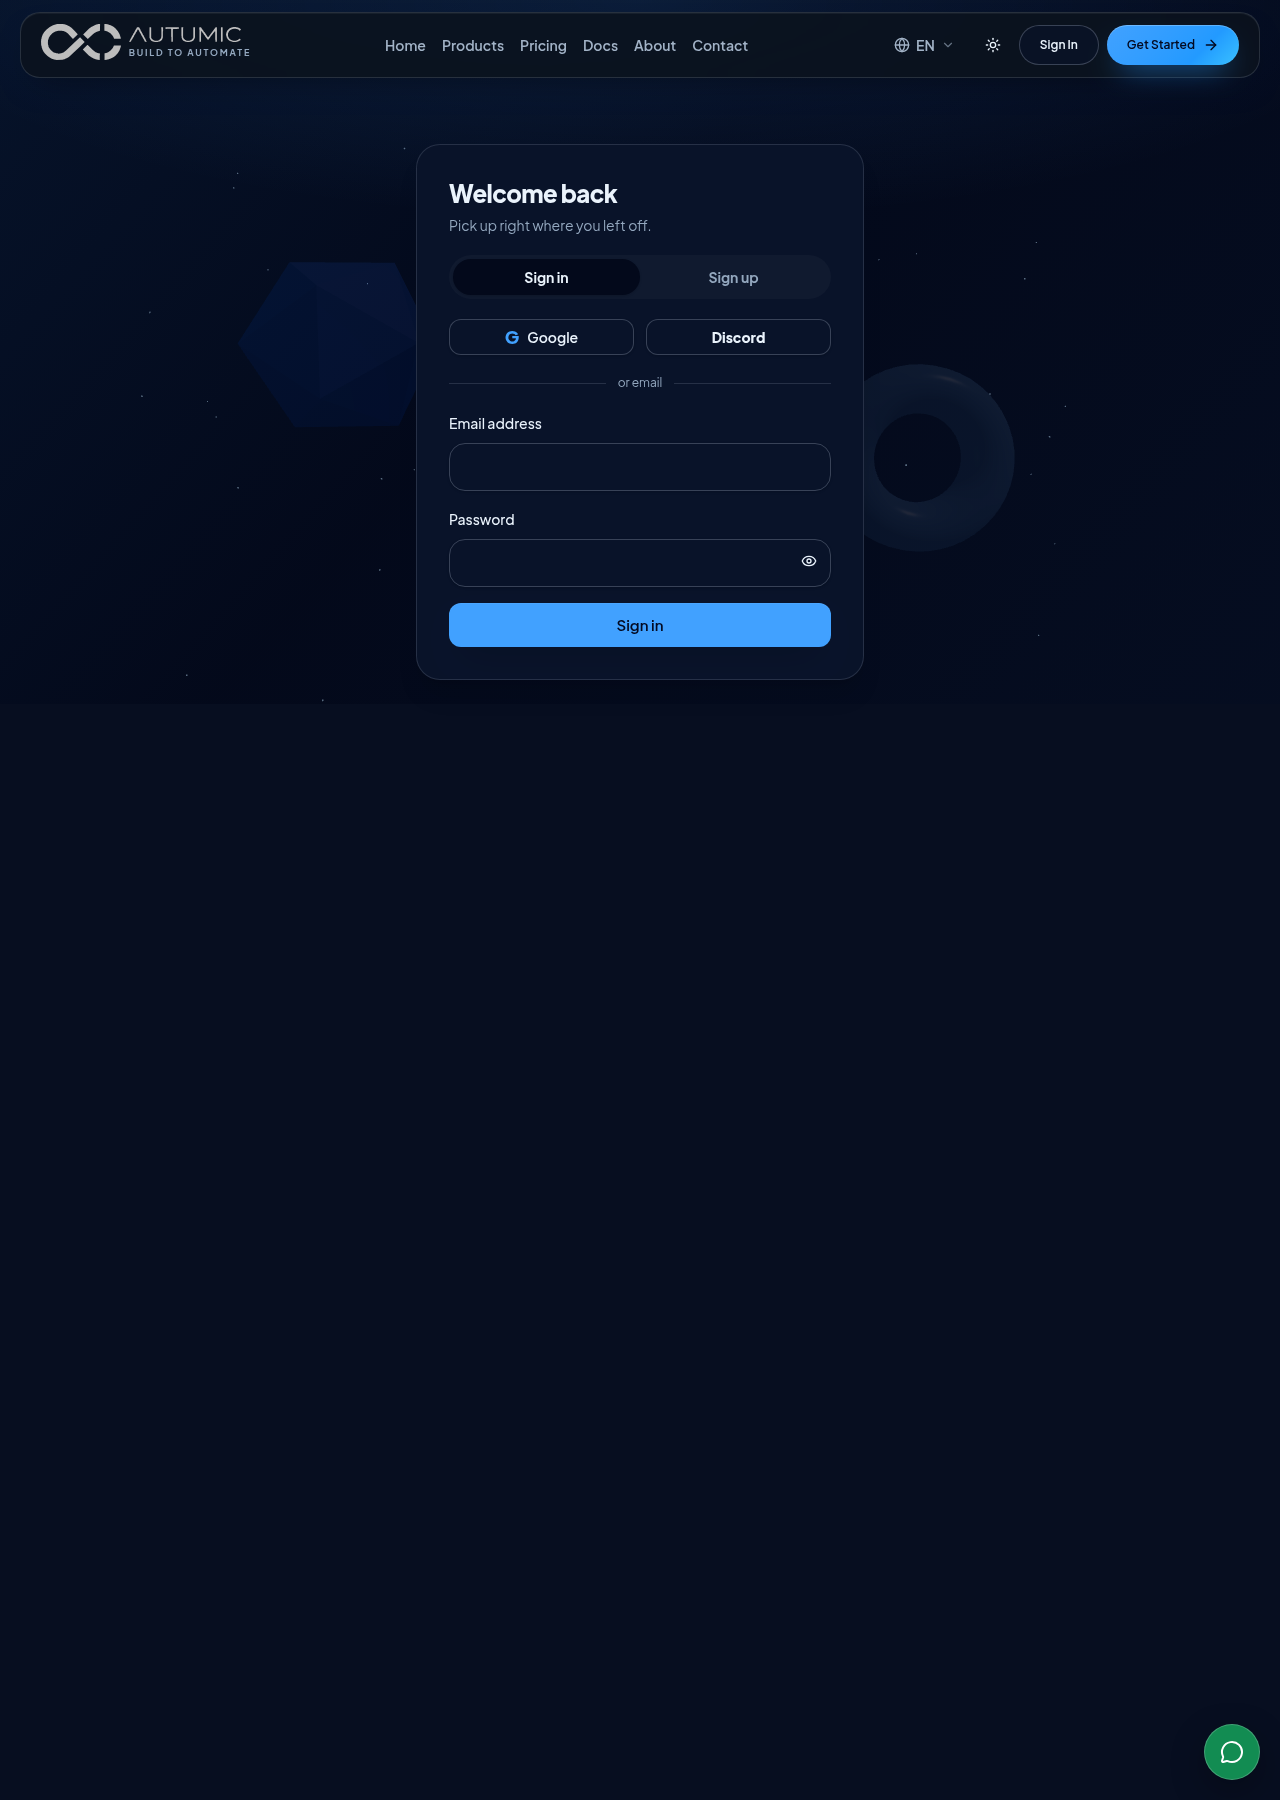 AUTUMIC
BUILD TO AUTOMATE
Home Products Pricing Docs About Contact
EN
Sign In
Get Started
Welcome back
Pick up right where you left off.
Sign in
Sign up
G Google
Discord
or email
Email address
Password
Sign in